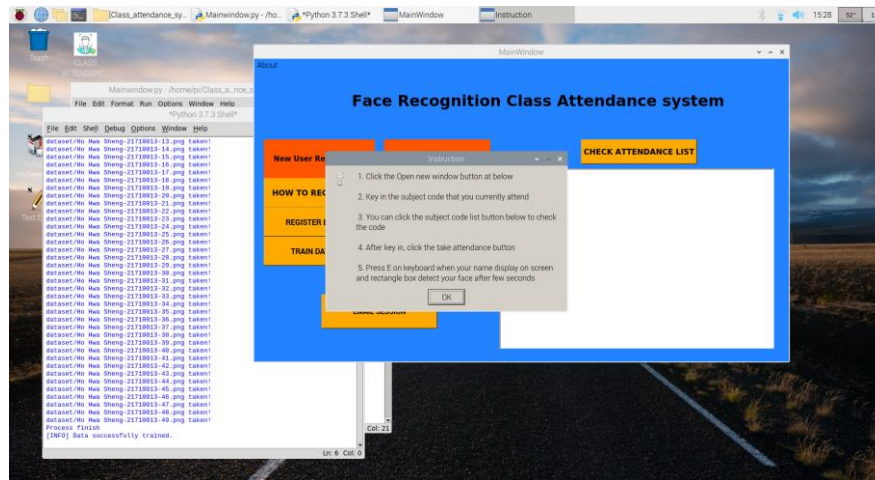 [Class_attendance_sy..
Mainwindow.py - /ho..
*Python 3.7.3 Shell*
MainWindow
Instruction
15:28
Trash
CLASS
MainWindow
About
Face Recognition Class Attendance system
New User Re
CHECK ATTENDANCE LIST
HOW TO REC
REGISTER
TRAIN DA
EMAIL SESSION
Instruction
1. Click the Open new window button at below
2. Key in the subject code that you currently attend
3. You can click the subject code list button below to check
the code
4. After key in, click the take attendance button
5. Press E on keyboard when your name display on screen
and rectangle box detect your face after few seconds
OK
Mainwindow.py - /home/pi/Class_a..nce_s
File Edit Format Run Options Window Help
*Python 3.7.3 Shell*
File Edit Shell Debug Options Window Help
dataset/Ho Hwa Sheng-21710013-13.png taken!
dataset/Ho Hwa Sheng-21710013-14.png taken!
dataset/Ho Hwa Sheng-21710013-15.png taken!
dataset/Ho Hwa Sheng-21710013-16.png taken!
dataset/Ho Hwa Sheng-21710013-17.png taken!
dataset/Ho Hwa Sheng-21710013-18.png taken!
dataset/Ho Hwa Sheng-21710013-19.png taken!
dataset/Ho Hwa Sheng-21710013-20.png taken!
dataset/Ho Hwa Sheng-21710013-21.png taken!
dataset/Ho Hwa Sheng-21710013-22.png taken!
dataset/Ho Hwa Sheng-21710013-23.png taken!
dataset/Ho Hwa Sheng-21710013-24.png taken!
dataset/Ho Hwa Sheng-21710013-25.png taken!
dataset/Ho Hwa Sheng-21710013-26.png taken!
dataset/Ho Hwa Sheng-21710013-27.png taken!
dataset/Ho Hwa Sheng-21710013-28.png taken!
dataset/Ho Hwa Sheng-21710013-29.png taken!
dataset/Ho Hwa Sheng-21710013-30.png taken!
dataset/Ho Hwa Sheng-21710013-31.png taken!
dataset/Ho Hwa Sheng-21710013-32.png taken!
dataset/Ho Hwa Sheng-21710013-33.png taken!
dataset/Ho Hwa Sheng-21710013-34.png taken!
dataset/Ho Hwa Sheng-21710013-35.png taken!
dataset/Ho Hwa Sheng-21710013-36.png taken!
dataset/Ho Hwa Sheng-21710013-37.png taken!
dataset/Ho Hwa Sheng-21710013-38.png taken!
dataset/Ho Hwa Sheng-21710013-39.png taken!
dataset/Ho Hwa Sheng-21710013-40.png taken!
dataset/Ho Hwa Sheng-21710013-41.png taken!
dataset/Ho Hwa Sheng-21710013-42.png taken!
dataset/Ho Hwa Sheng-21710013-43.png taken!
dataset/Ho Hwa Sheng-21710013-44.png taken!
dataset/Ho Hwa Sheng-21710013-45.png taken!
dataset/Ho Hwa Sheng-21710013-46.png taken!
dataset/Ho Hwa Sheng-21710013-47.png taken!
dataset/Ho Hwa Sheng-21710013-48.png taken!
dataset/Ho Hwa Sheng-21710013-49.png taken!
Process finish
[INFO] Data successfully trained.
Ln: 6 Col: 0
Col: 21